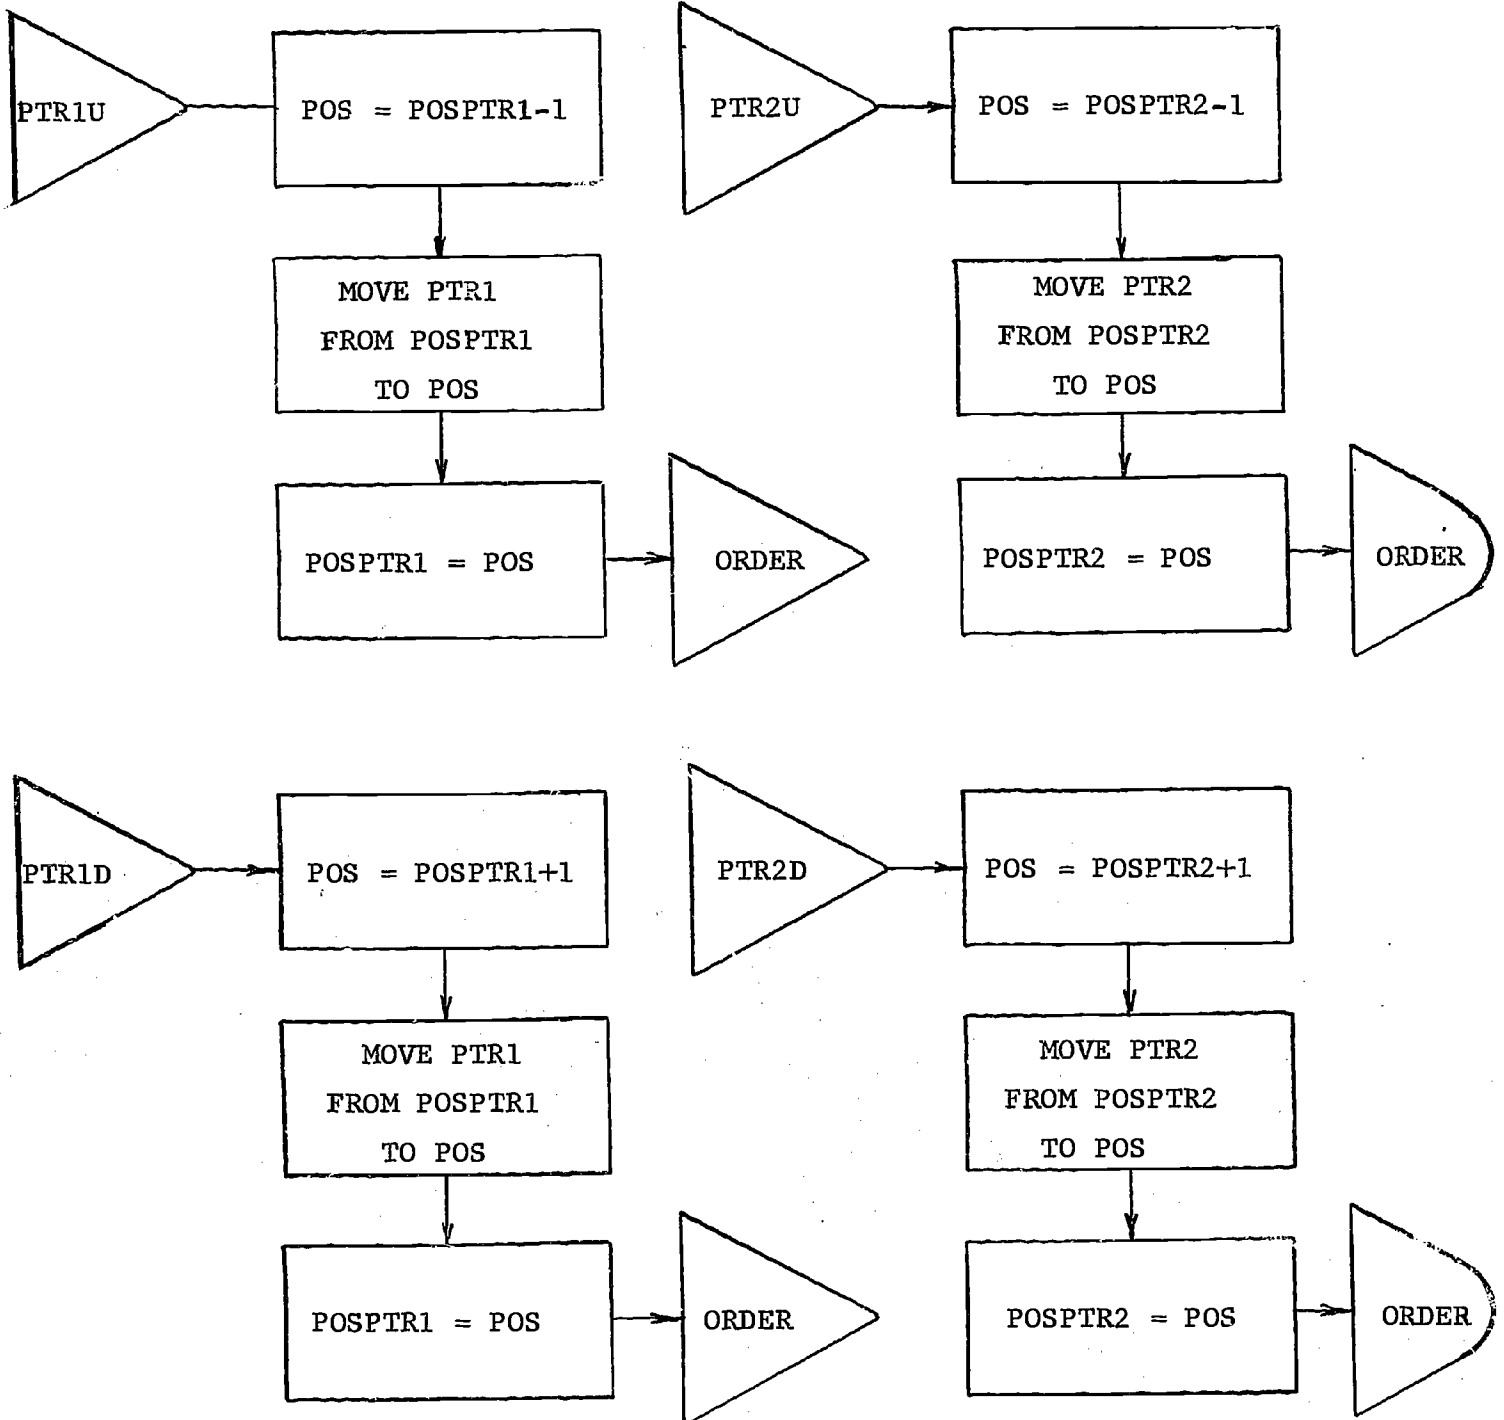 PTR1U
POS = POSPTR1-1
MOVE PTR1
FROM POSPTR1
TO POS
POSPTR1 = POS
ORDER
PTR2U
POS = POSPTR2-1
MOVE PTR2
FROM POSPTR2
TO POS
POSPTR2 = POS
ORDER
PTR1D
POS = POSPTR1+1
MOVE PTR1
FROM POSPTR1
TO POS
POSPTR1 = POS
ORDER
PTR2D
POS = POSPTR2+1
MOVE PTR2
FROM POSPTR2
TO POS
POSPTR2 = POS
ORDER